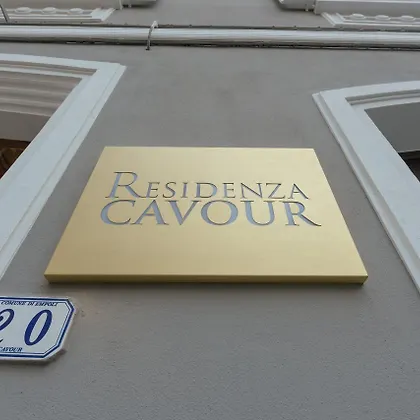 RESIDENZA
CAVOUR
COMUNE DI EMPOLI
20
CAVOUR